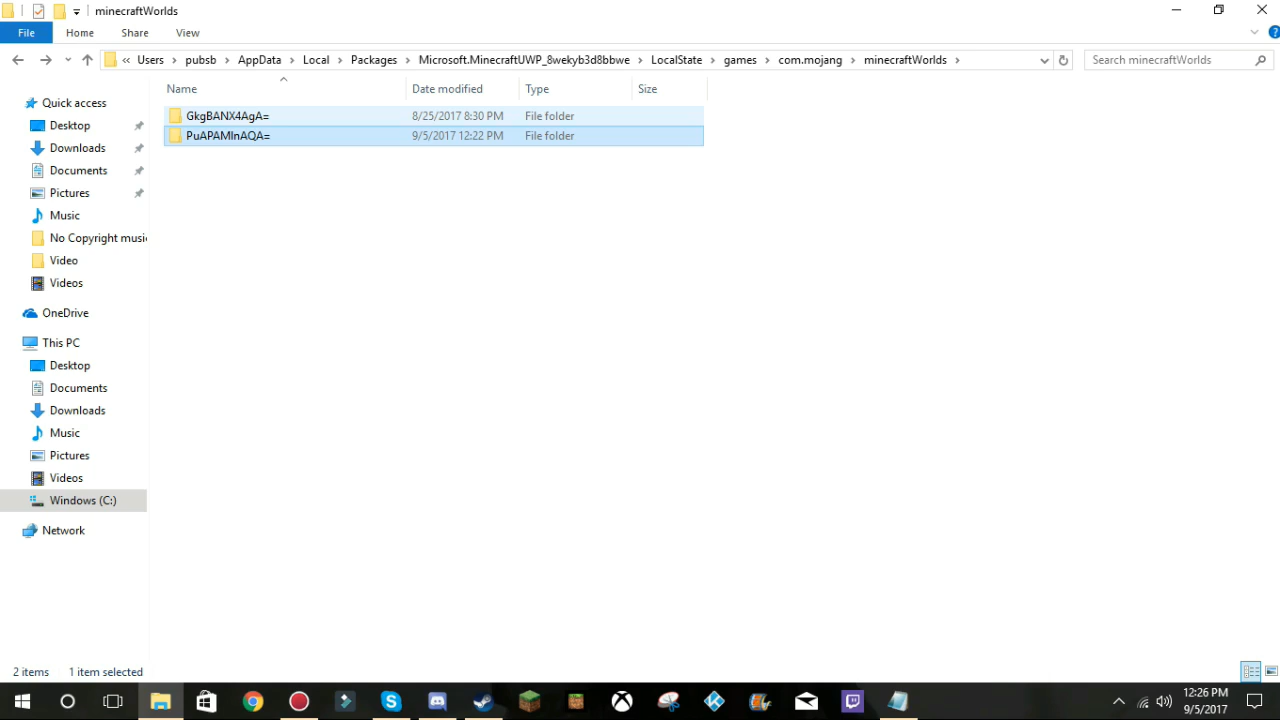 minecraftWorlds
File Home Share View
« Users pubsb AppData Local Packages Microsoft.MinecraftUWP_8wekyb3d8bbwe LocalState games com.mojang minecraftWorlds Search minecraftWorlds
Name Date modified Type Size
GkgBANX4AgA= 8/25/2017 8:30 PM File folder
PuAPAMInAQA= 9/5/2017 12:22 PM File folder
Quick access
Desktop
Downloads
Documents
Pictures
Music
No Copyright musi
Video
Videos
OneDrive
This PC
Desktop
Documents
Downloads
Music
Pictures
Videos
Windows (C:)
Network
2 items 1 item selected
12:26 PM
9/5/2017